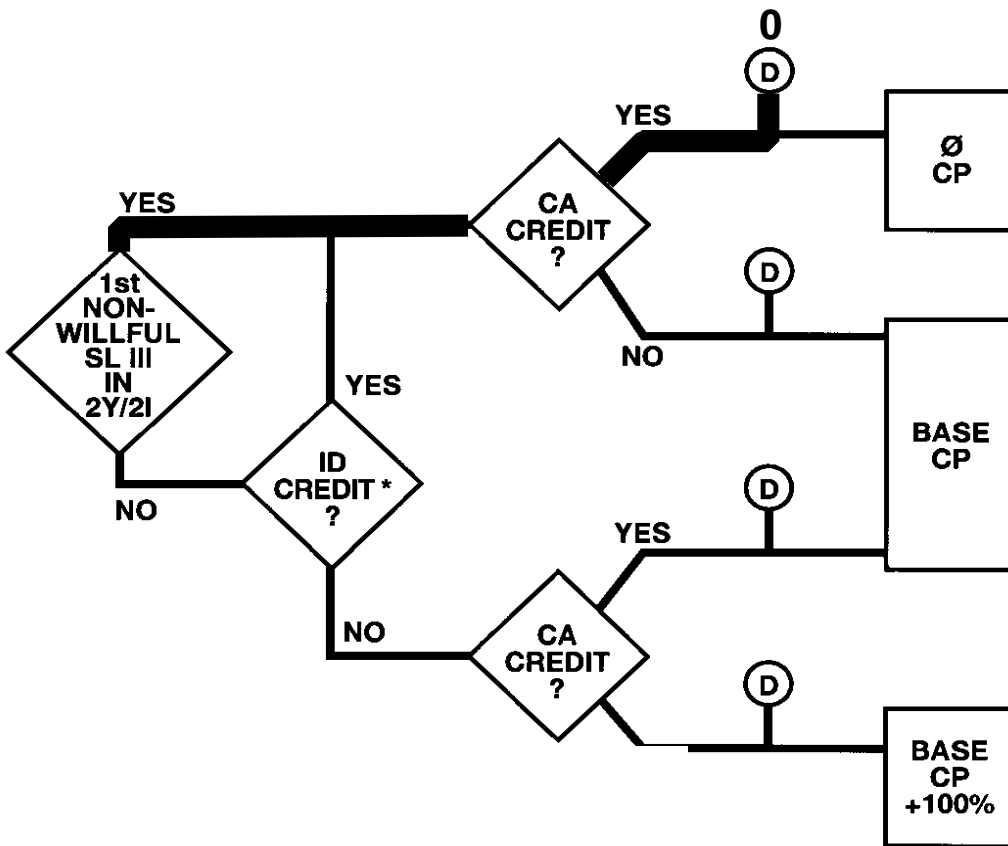 0
D
YES
Ø
CP
YES
CA
CREDIT
?
1st
NON-
WILLFUL
SL III
IN
2Y/2I
D
NO
YES
BASE
CP
ID
CREDIT *
?
NO
D
YES
NO
CA
CREDIT
?
D
BASE
CP
+100%